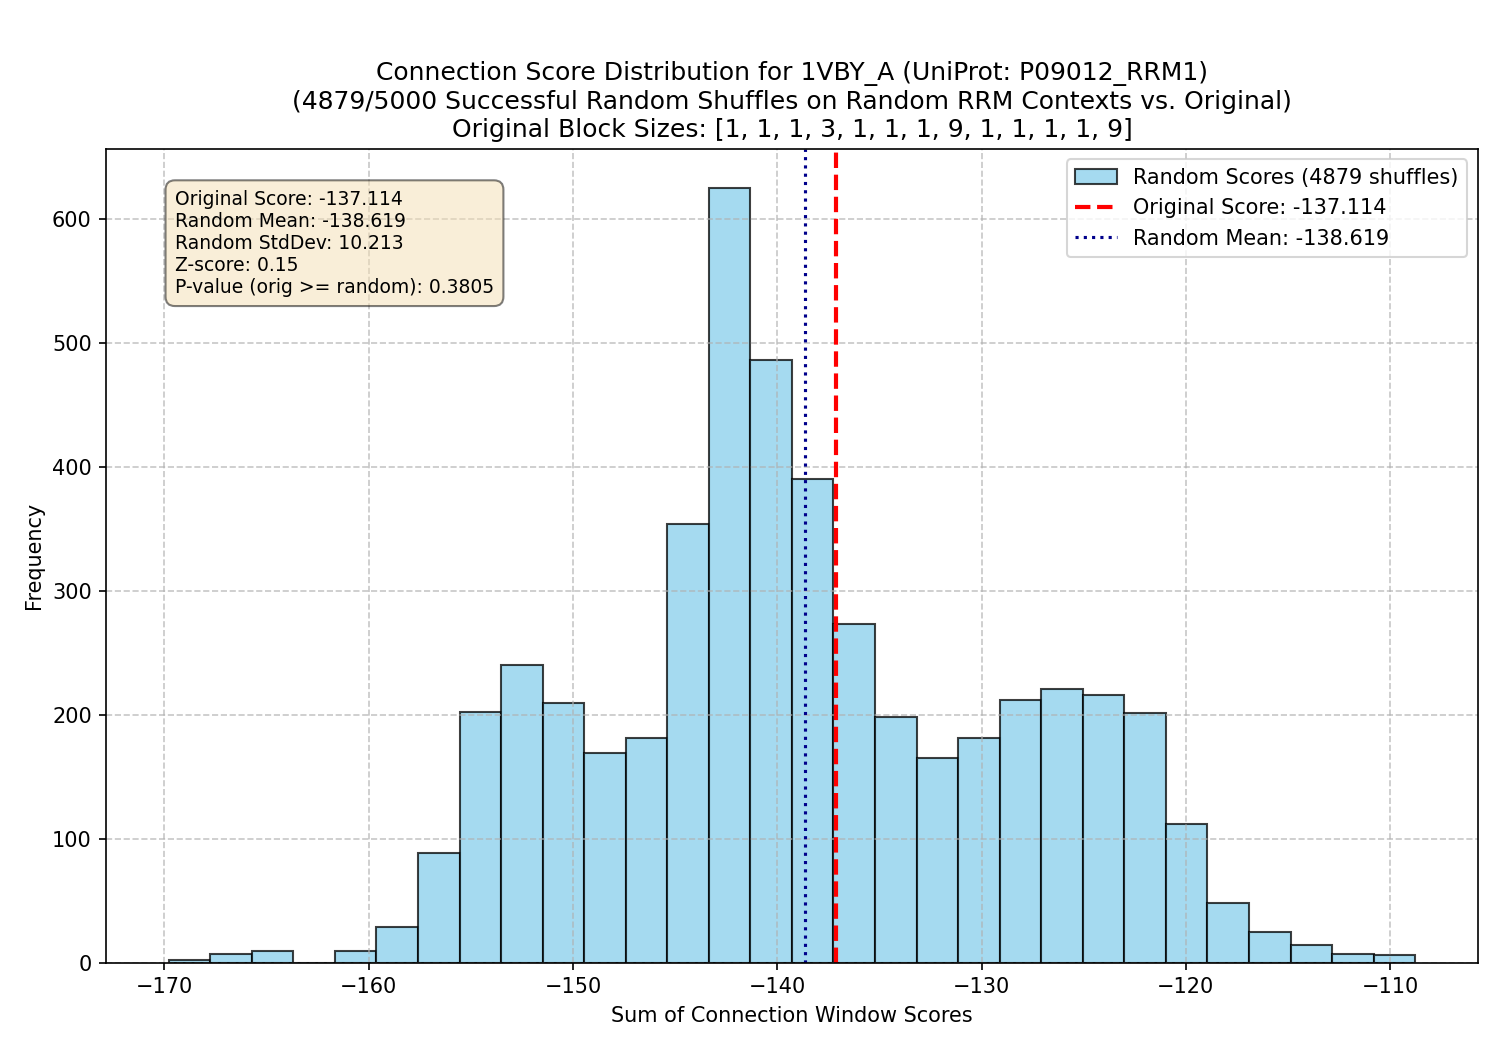 Connection Score Distribution for 1VBY_A (UniProt: P09012_RRM1)
(4879/5000 Successful Random Shuffles on Random RRM Contexts vs. Original)
Original Block Sizes: [1, 1, 1, 3, 1, 1, 1, 9, 1, 1, 1, 1, 9]
Original Score: -137.114
Random Mean: -138.619
Random StdDev: 10.213
Z-score: 0.15
P-value (orig >= random): 0.3805
Random Scores (4879 shuffles)
Original Score: -137.114
Random Mean: -138.619
Frequency
600
500
400
300
200
100
0
−170 −160 −150 −140 −130 −120 −110
Sum of Connection Window Scores